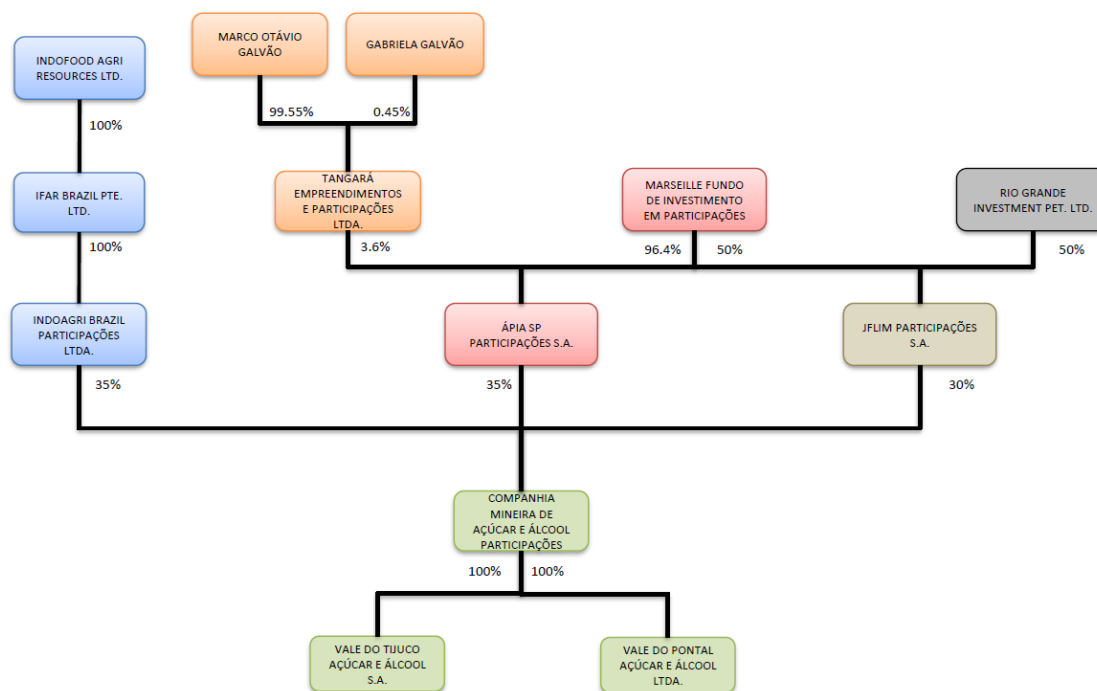 MARCO OTÁVIO
GALVÃO
GABRIELA GALVÃO
INDOFOOD AGRI
RESOURCES LTD.
99.55%
0.45%
100%
TANGARÁ
EMPREENDIMENTOS
E PARTICIPAÇÕES
LTDA.
MARSEILLE FUNDO
DE INVESTIMENTO
EM PARTICIPAÇÕES
RIO GRANDE
INVESTMENT PET. LTD.
IFAR BRAZIL PTE.
LTD.
100%
3.6%
96.4%
50%
50%
INDOAGRI BRAZIL
PARTICIPAÇÕES
LTDA.
ÁPIA SP
PARTICIPAÇÕES S.A.
JFLIM PARTICIPAÇÕES
S.A.
35%
35%
30%
COMPANHIA
MINEIRA DE
AÇÚCAR E ÁLCOOL
PARTICIPAÇÕES
100%
100%
VALE DO TIJUCO
AÇÚCAR E ÁLCOOL
S.A.
VALE DO PONTAL
AÇÚCAR E ÁLCOOL
LTDA.